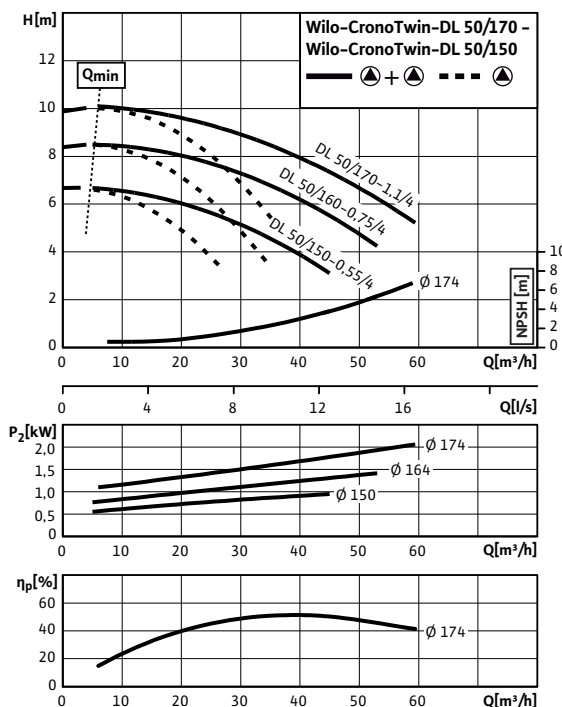 H[m]
Wilo-CronoTwin-DL 50/170 –
Wilo-CronoTwin-DL 50/150
+
12
Qmin
10
8
6
4
2
0
DL 50/170-1,1/4
DL 50/160-0,75/4
DL 50/150-0,55/4
Ø 174
10
8
6
4
2
0
NPSH [m]
0 10 20 30 40 50 60 Q[m³/h]
0 4 8 12 16 Q[l/s]
P₂[kW]
2,0
1,5
1,0
0,5
0
Ø 174
Ø 164
Ø 150
0 10 20 30 40 50 60 Q[m³/h]
ηp[%]
60
40
20
0
Ø 174
0 10 20 30 40 50 60 Q[m³/h]